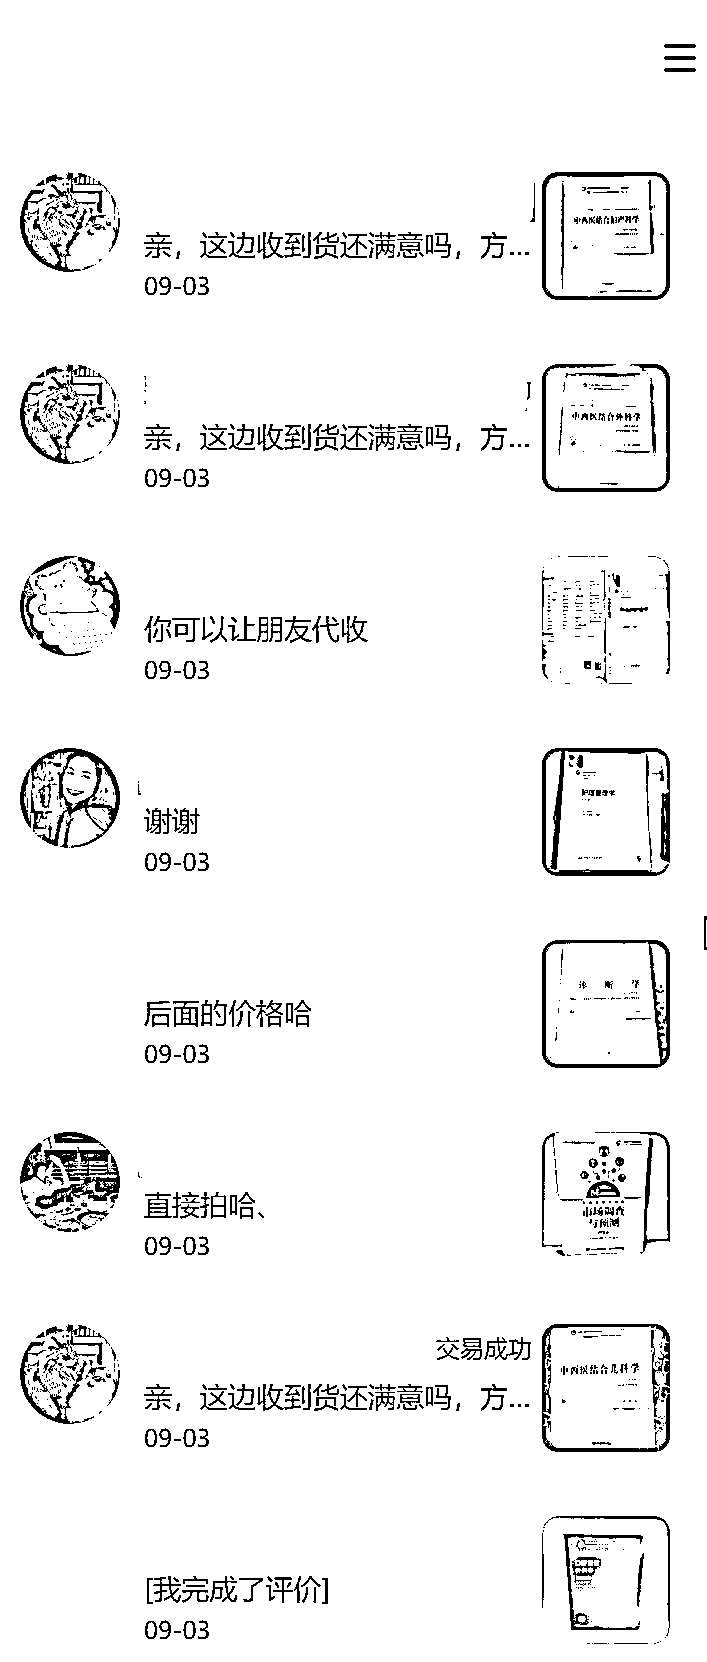 亲，这边收到货还满意吗，方...
中西医结合妇产科学
09-03
亲，这边收到货还满意吗，方...
中西医结合外科学
09-03
你可以让朋友代收
09-03
谢谢
09-03
诊断学
后面的价格哈
09-03
直接拍哈、
市场调查
与预测
09-03
交易成功
亲，这边收到货还满意吗，方...
中西医结合儿科学
09-03
[我完成了评价]
09-03